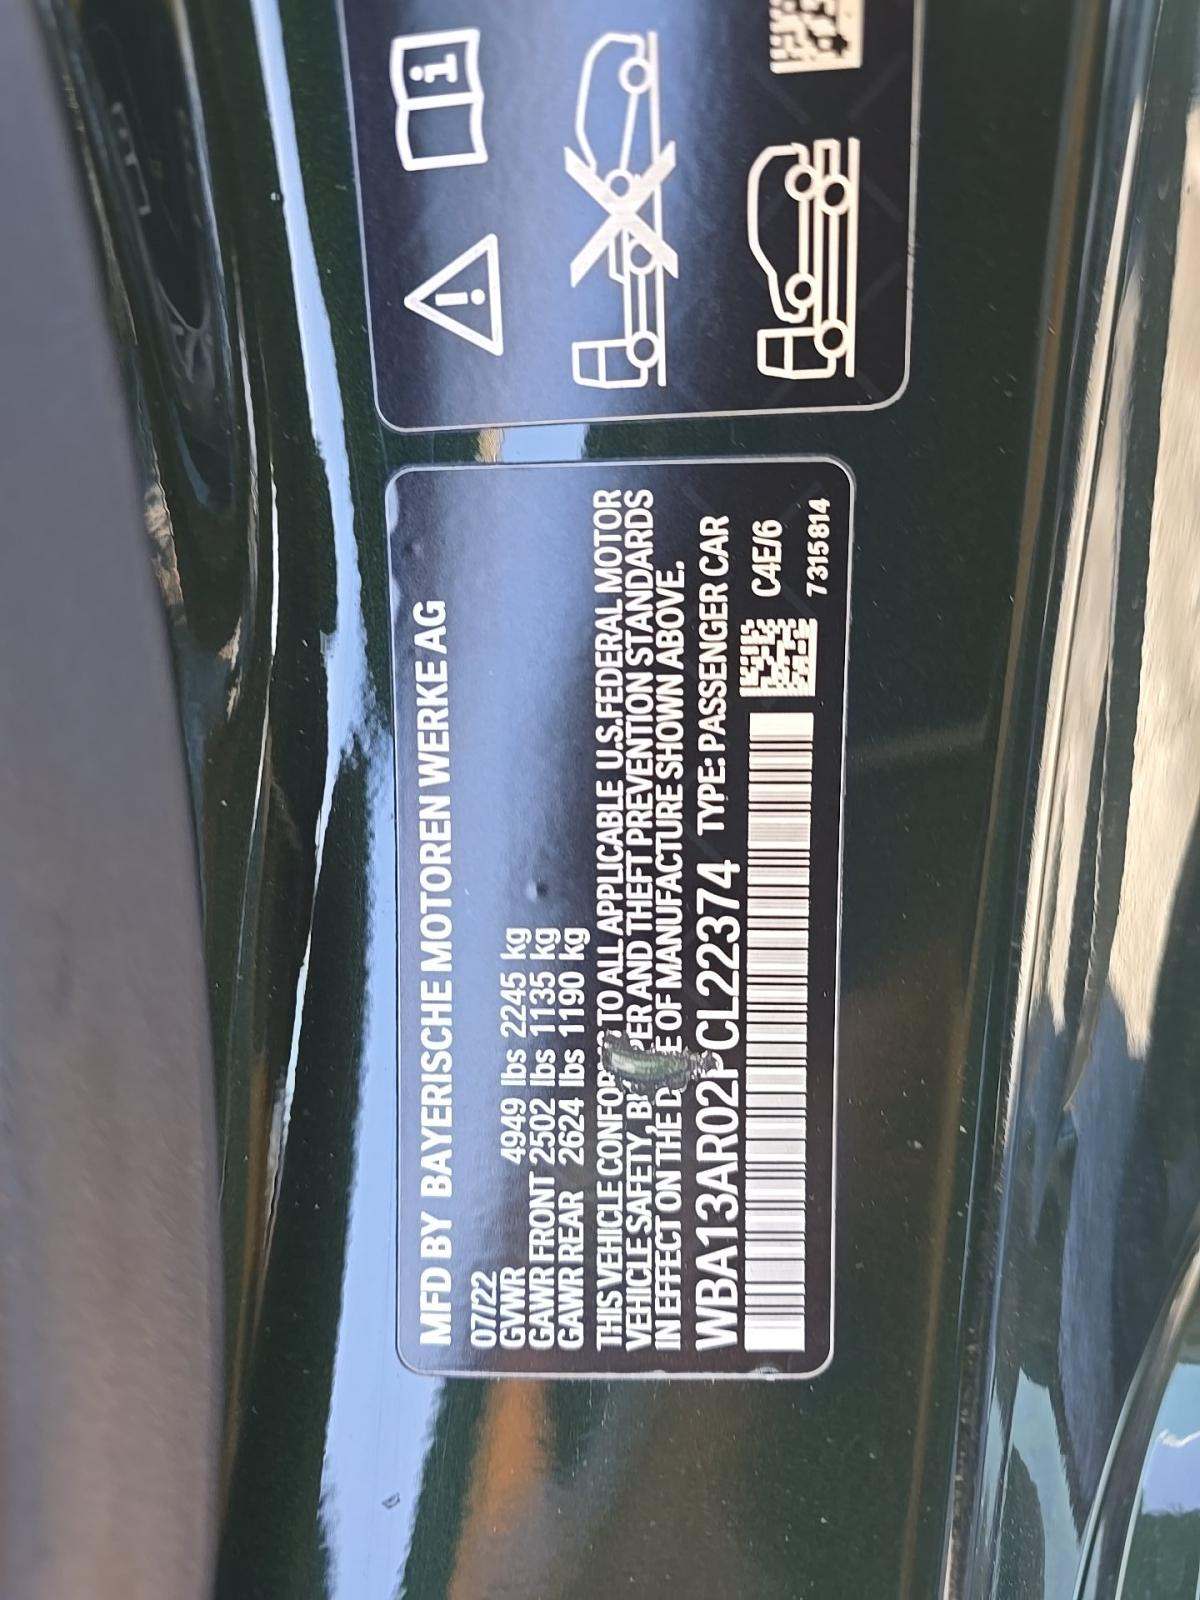 MFD BY BAYERISCHE MOTOREN WERKE AG
07/22
GVWR 4949 lbs 2245 kg
GAWR FRONT 2502 lbs 1135 kg
GAWR REAR 2624 lbs 1190 kg
THIS VEHICLE TO ALL APPLICABLE U.S.FEDERAL MOTOR
VEHICLE SAFETY, AND THEFT PREVENTION STANDARDS
IN EFFECT ON THE OF MANUFACTURE SHOWN ABOVE.
WBA13AR02PCL22374 TYPE: PASSENGER CAR
C4E/6
7315814